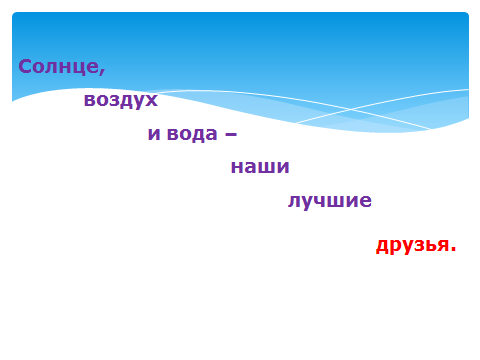 Солнце,
воздух
и вода –
наши
лучшие
друзья.